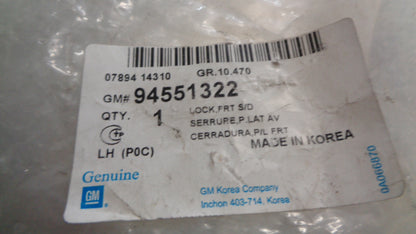 07894 14310 GR.10.470
GM# 94551322
QTY. 1 LOCK,FRT S/D
SERRURE,P.LAT AV
CERRADURA,P/L FRT
MADE IN KOREA
LH (P0C)
Genuine
GM
GM Korea Company
Inchon 403-714, Korea
0A066870